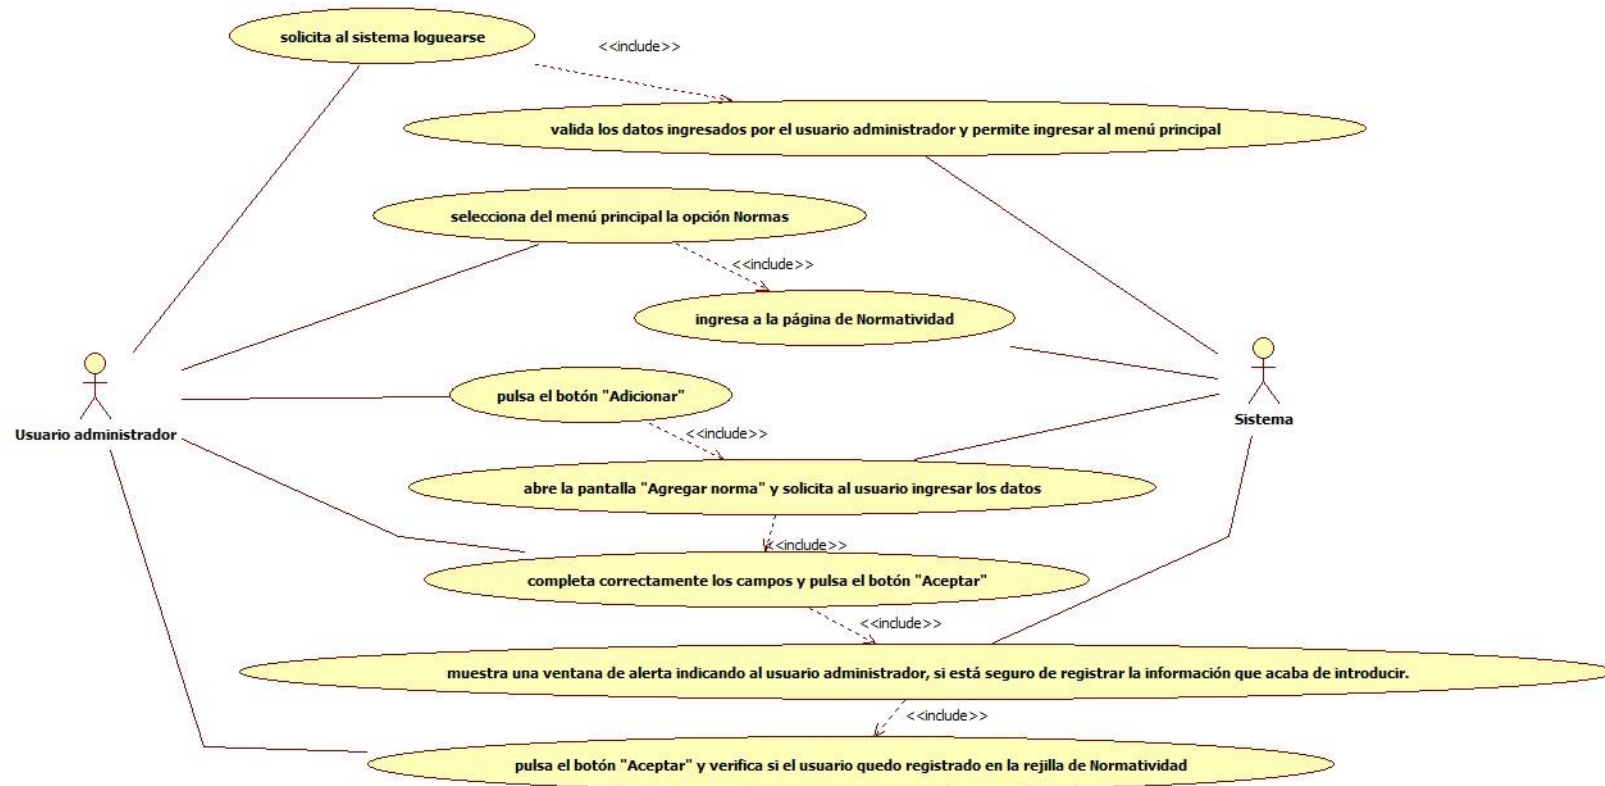 solicita al sistema loguearse
<<include>>
valida los datos ingresados por el usuario administrador y permite ingresar al menú principal
selecciona del menú principal la opción Normas
<<include>>
ingresa a la página de Normatividad
pulsa el botón "Adicionar"
Usuario administrador
Sistema
<<include>>
abre la pantalla "Agregar norma" y solicita al usuario ingresar los datos
<<include>>
completa correctamente los campos y pulsa el botón "Aceptar"
<<include>>
muestra una ventana de alerta indicando al usuario administrador, si está seguro de registrar la información que acaba de introducir.
<<include>>
pulsa el botón "Aceptar" y verifica si el usuario quedo registrado en la rejilla de Normatividad